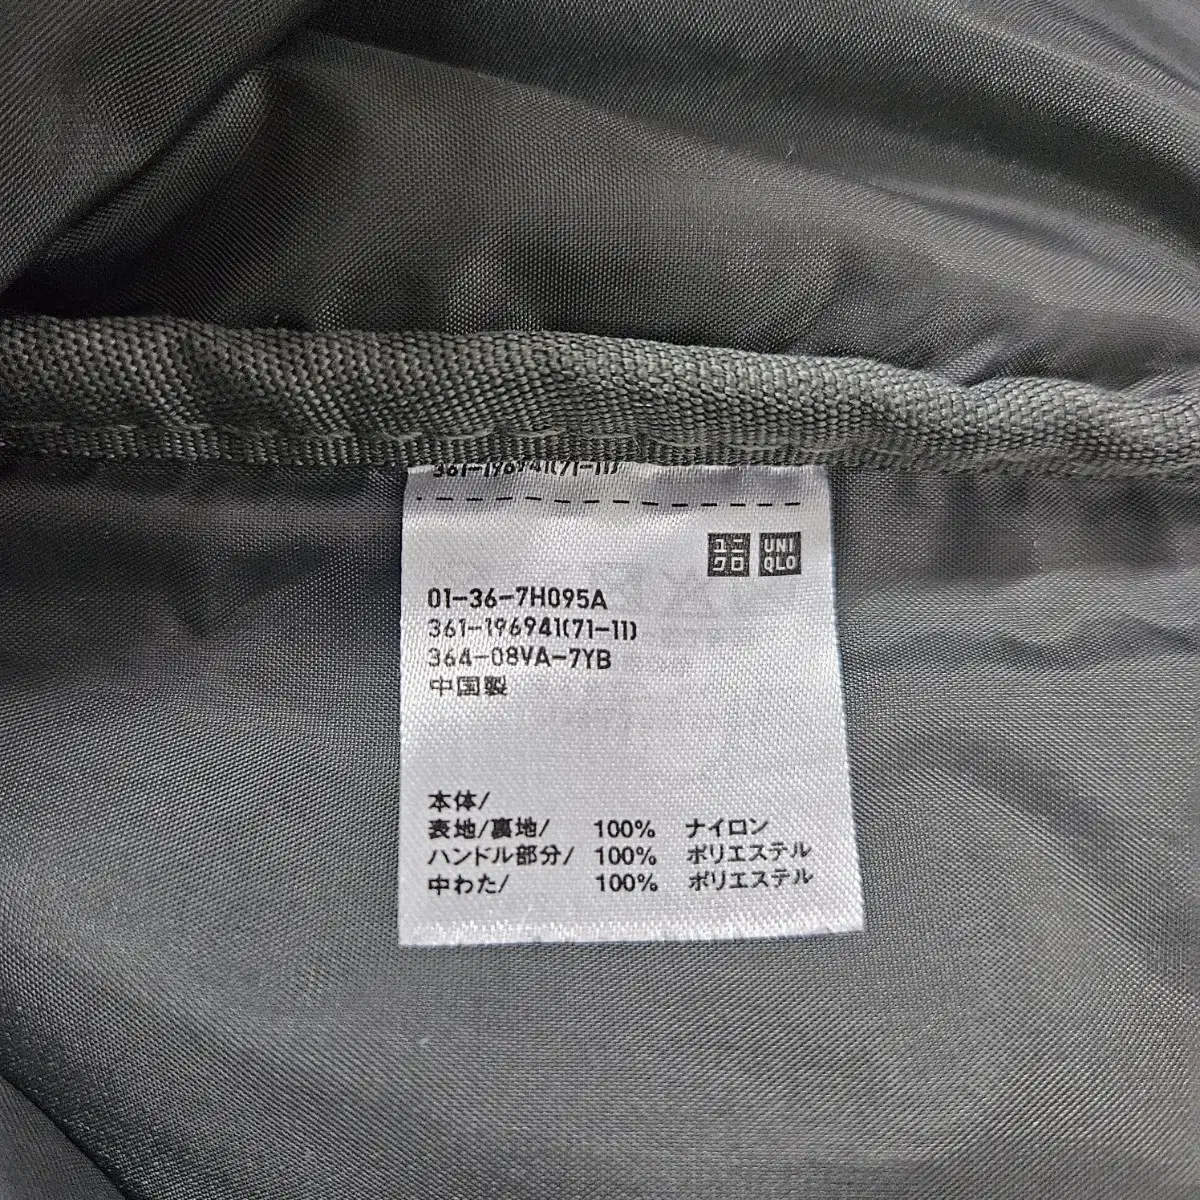 361-196941(71-11)
ユニクロ UNIQLO
01-36-7H095A
361-196941(71-11)
364-08VA-7YB
中国製
本体/
表地/裏地/ 100% ナイロン
ハンドル部分/ 100% ポリエステル
中わた/ 100% ポリエステル